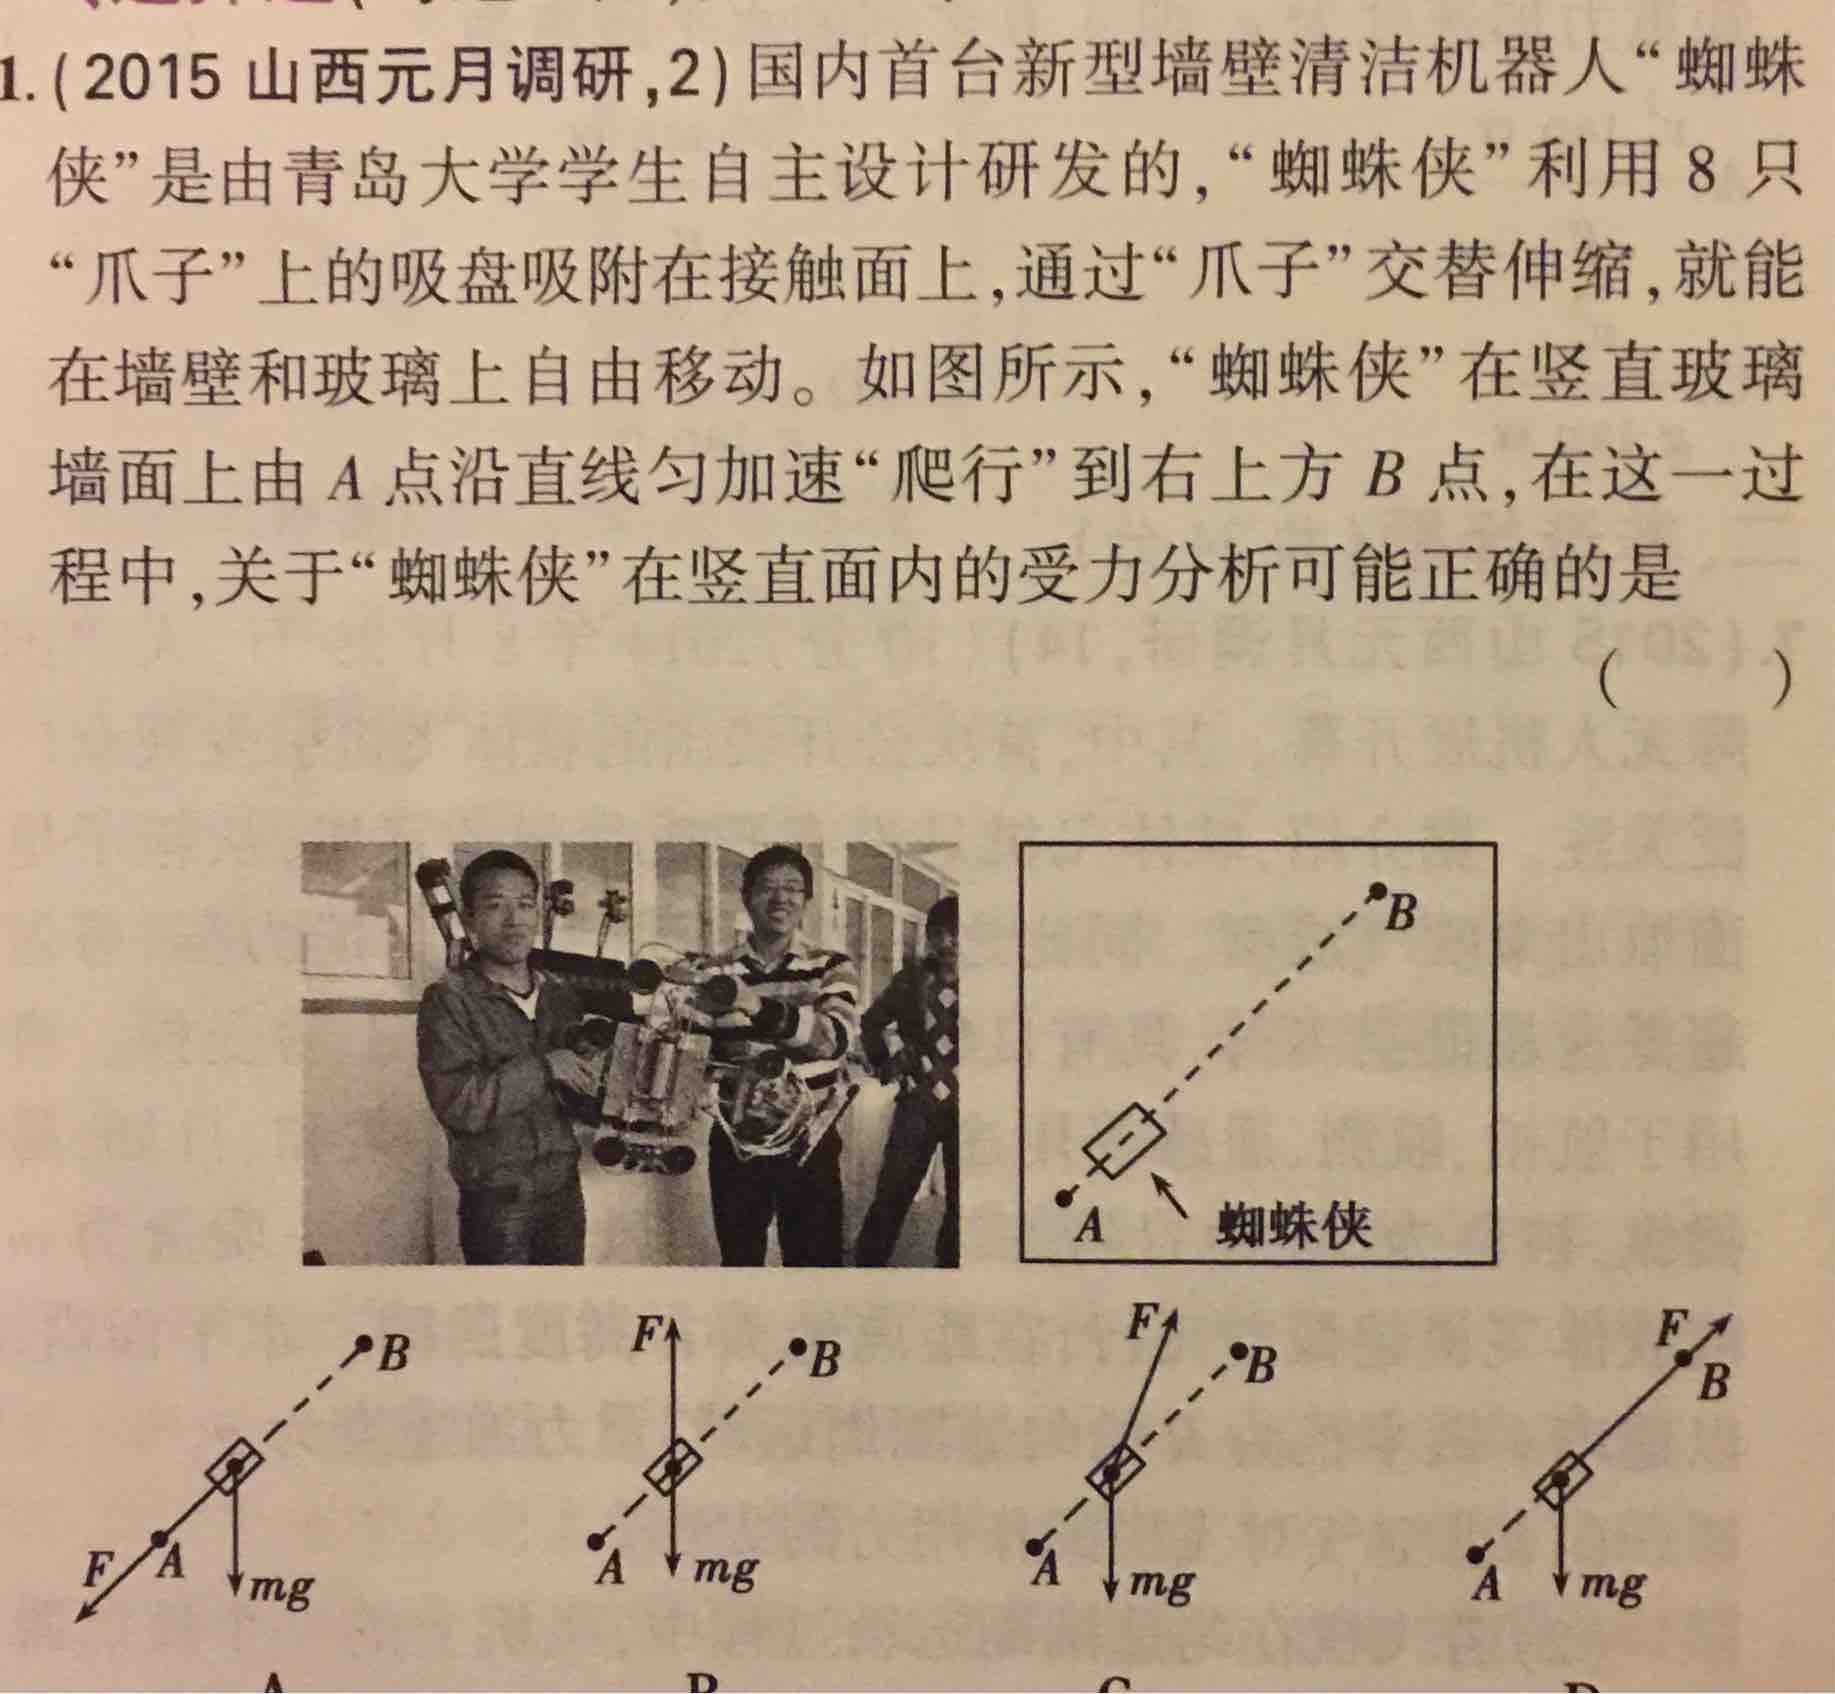 1.(2015 山西元月调研,2)国内首台新型墙壁清洁机器人“蜘蛛
侠”是由青岛大学学生自主设计研发的,“蜘蛛侠”利用 8 只
“爪子”上的吸盘吸附在接触面上,通过“爪子”交替伸缩,就能
在墙壁和玻璃上自由移动。如图所示,“蜘蛛侠”在竖直玻璃
墙面上由 A 点沿直线匀加速“爬行”到右上方 B 点,在这一过
程中,关于“蜘蛛侠”在竖直面内的受力分析可能正确的是
( )
B
A
蜘蛛侠
B
F A
mg
F
B
A
mg
F
B
A
mg
F
B
A
mg